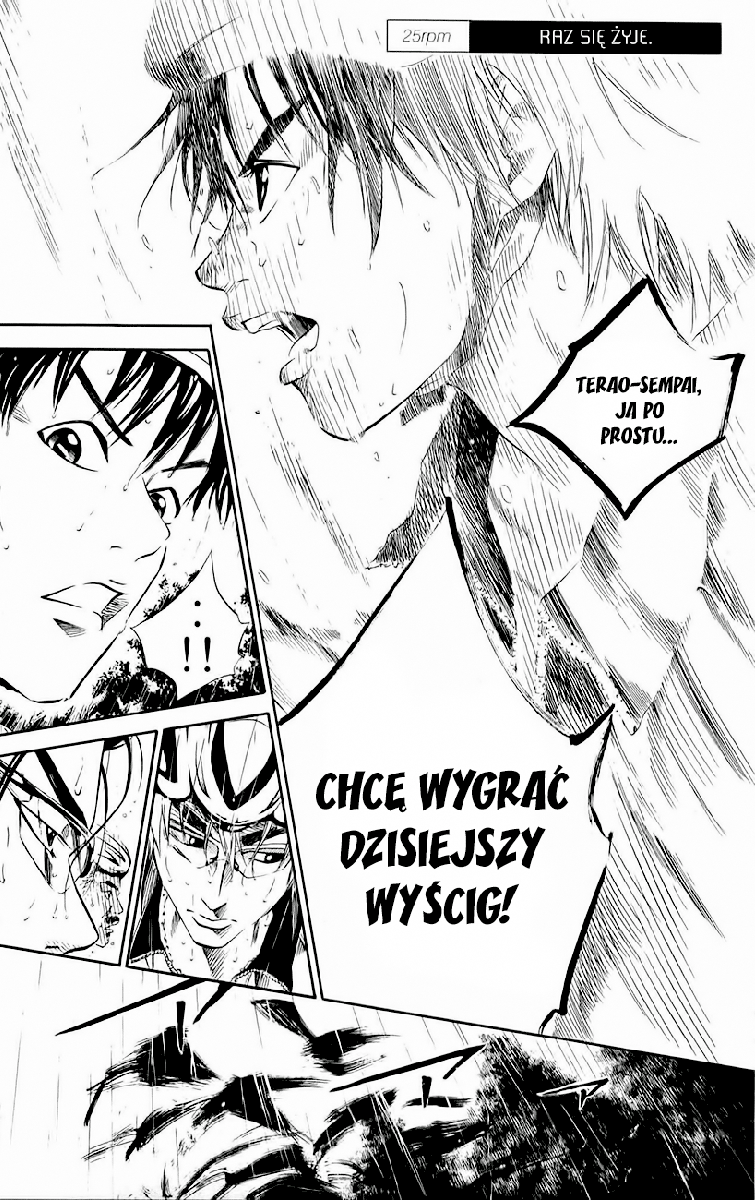 25rpm RAZ SIĘ ŻYJE.
TERAO-SEMPAI,
JA PO
PROSTU...
...!!
CHCĘ WYGRAĆ
DZISIEJSZY
WYŚCIG!